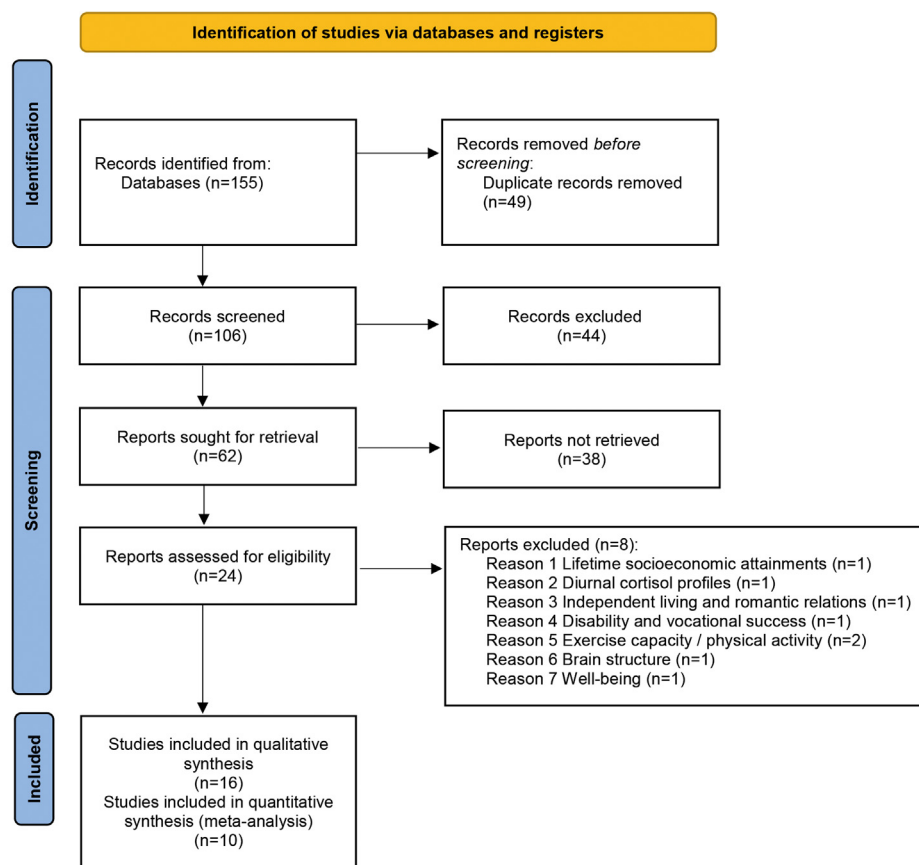 Identification of studies via databases and registers
Identification
Records identified from:
Databases (n=155)
Records removed before
screening:
Duplicate records removed
(n=49)
Screening
Records screened
(n=106)
Records excluded
(n=44)
Reports sought for retrieval
(n=62)
Reports not retrieved
(n=38)
Reports assessed for eligibility
(n=24)
Reports excluded (n=8):
Reason 1 Lifetime socioeconomic attainments (n=1)
Reason 2 Diurnal cortisol profiles (n=1)
Reason 3 Independent living and romantic relations (n=1)
Reason 4 Disability and vocational success (n=1)
Reason 5 Exercise capacity / physical activity (n=2)
Reason 6 Brain structure (n=1)
Reason 7 Well-being (n=1)
Included
Studies included in qualitative
synthesis
(n=16)
Studies included in quantitative
synthesis (meta-analysis)
(n=10)